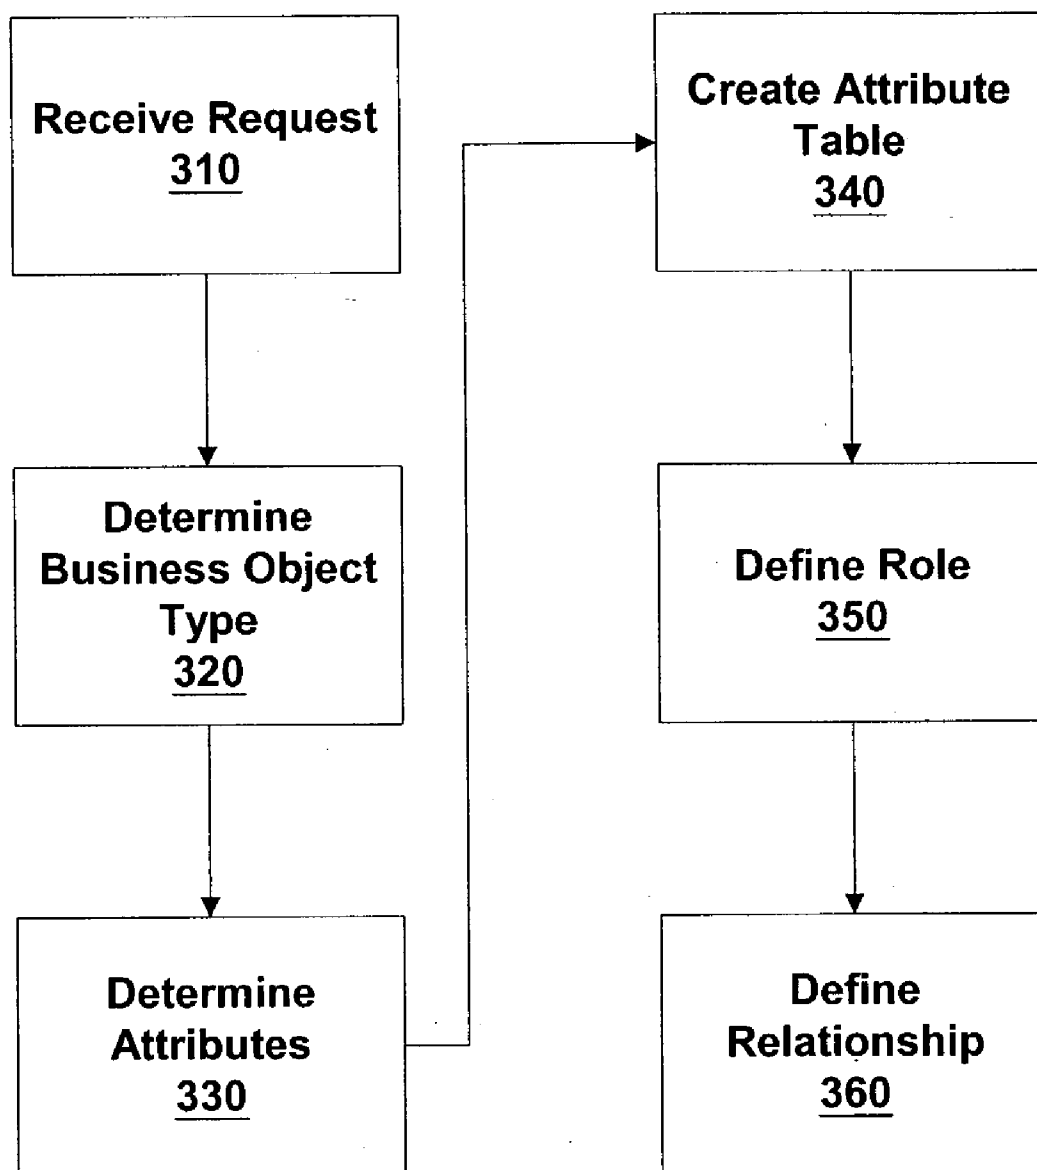 Receive Request
310
Determine
Business Object
Type
320
Determine
Attributes
330
Create Attribute
Table
340
Define Role
350
Define
Relationship
360